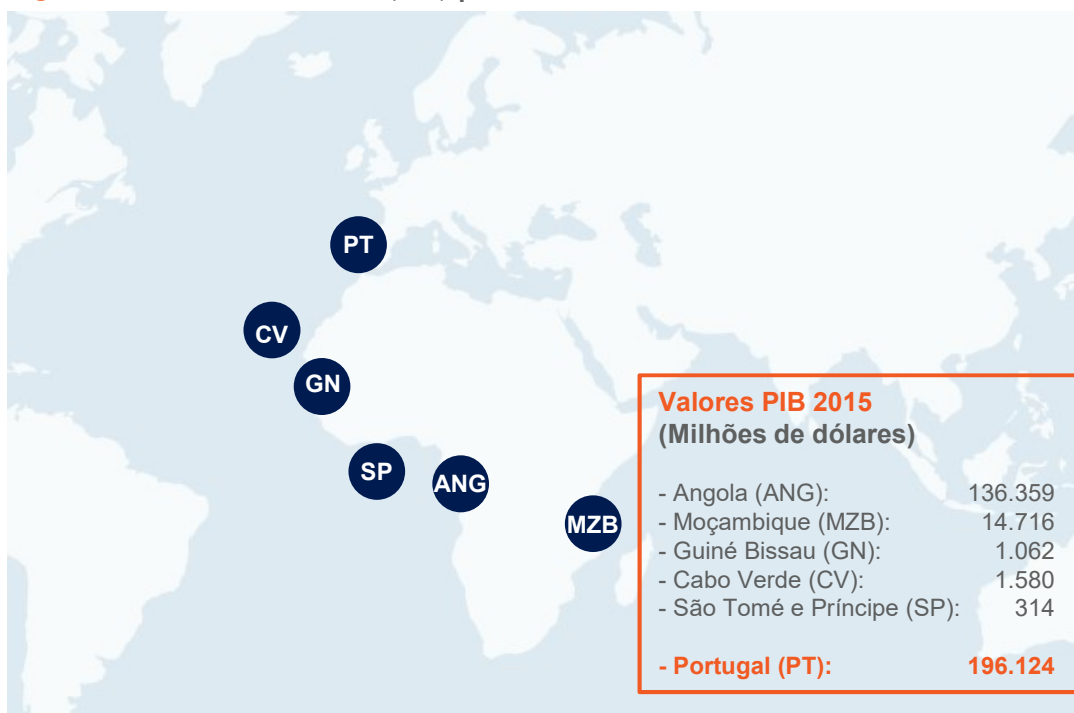 PT
CV
GN
SP
ANG
MZB
Valores PIB 2015
(Milhões de dólares)
- Angola (ANG): 136.359
- Moçambique (MZB): 14.716
- Guiné Bissau (GN): 1.062
- Cabo Verde (CV): 1.580
- São Tomé e Príncipe (SP): 314
- Portugal (PT): 196.124